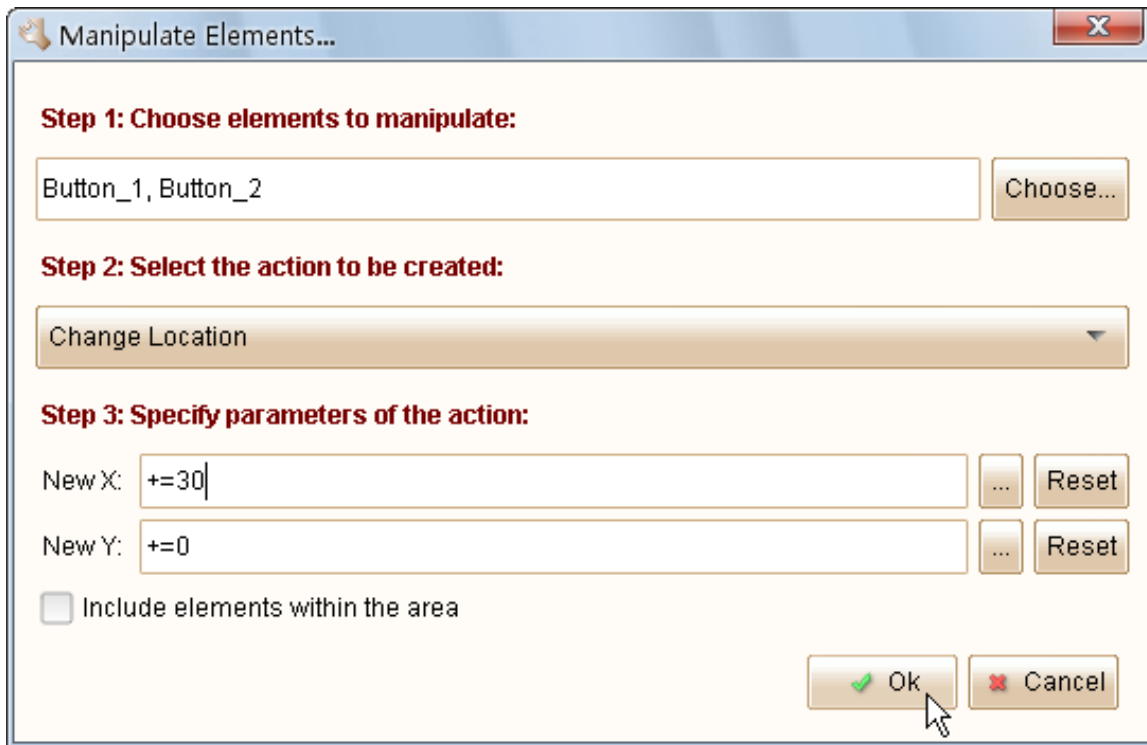 Manipulate Elements...
Step 1: Choose elements to manipulate:
Button_1, Button_2
Choose...
Step 2: Select the action to be created:
Change Location
Step 3: Specify parameters of the action:
New X: +=30 ... Reset
New Y: +=0 ... Reset
Include elements within the area
Ok Cancel